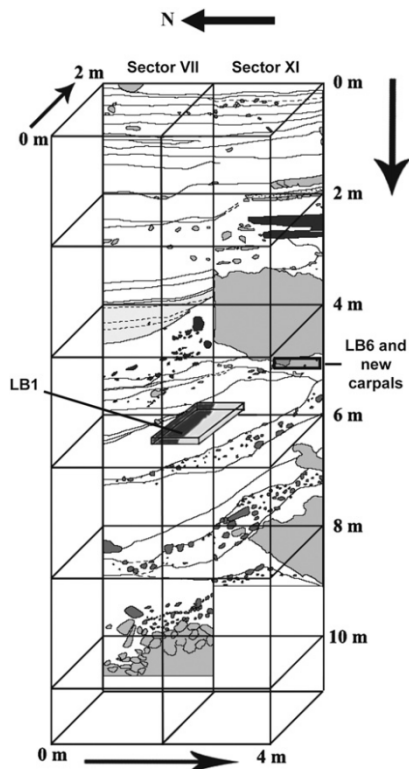 N
2 m
Sector VII
Sector XI
0 m
0 m
2 m
4 m
LB6 and
new
carpals
LB1
6 m
8 m
10 m
0 m
4 m